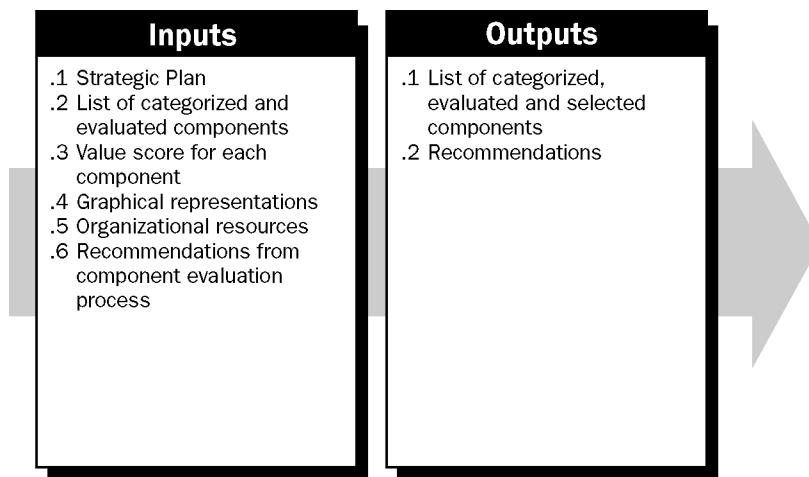 Inputs
.1 Strategic Plan
.2 List of categorized and
evaluated components
.3 Value score for each
component
.4 Graphical representations
.5 Organizational resources
.6 Recommendations from
component evaluation
process
Outputs
.1 List of categorized,
evaluated and selected
components
.2 Recommendations